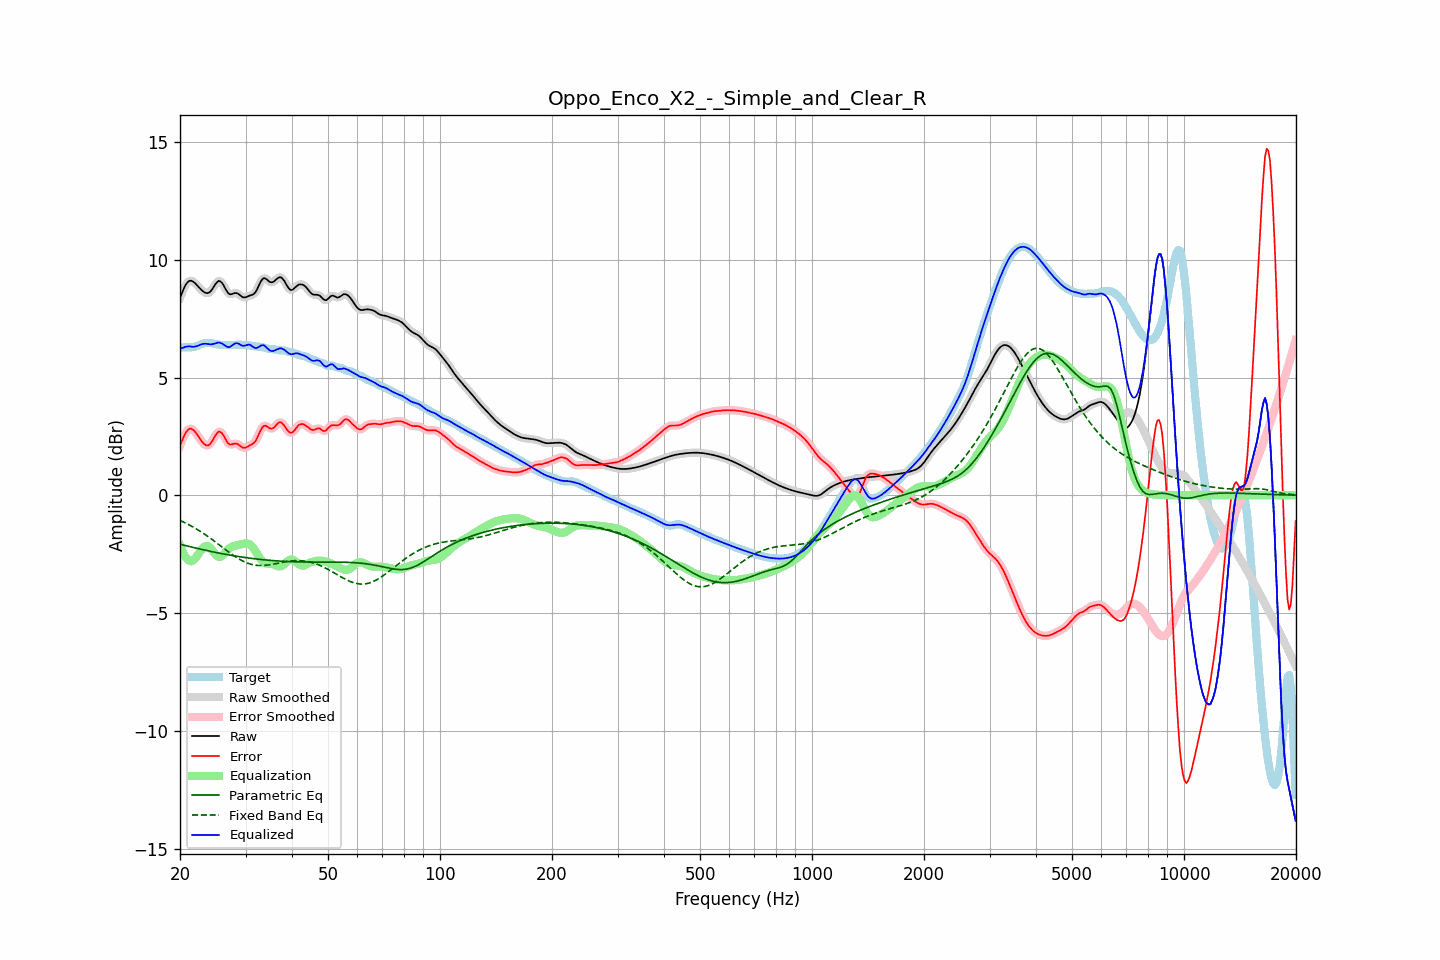 Oppo_Enco_X2_-_Simple_and_Clear_R
Amplitude (dBr)
15
10
5
0
−5
−10
−15
Target
Raw Smoothed
Error Smoothed
Raw
Error
Equalization
Parametric Eq
Fixed Band Eq
Equalized
20
50
100
200
500
1000
2000
5000
10000
20000
Frequency (Hz)